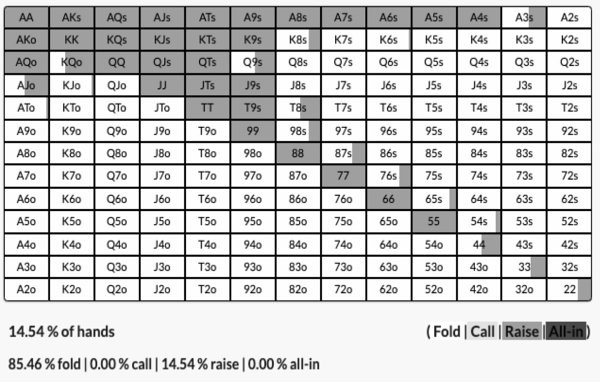 AA AKs AQs AJs ATs A9s A8s A7s A6s A5s A4s A3s A2s
AKo KK KQs KJs KTs K9s K8s K7s K6s K5s K4s K3s K2s
AQo KQo QQ QJs QTs Q9s Q8s Q7s Q6s Q5s Q4s Q3s Q2s
AJo KJo QJo JJ JTs J9s J8s J7s J6s J5s J4s J3s J2s
ATo KTo QTo JTo TT T9s T8s T7s T6s T5s T4s T3s T2s
A9o K9o Q9o J9o T9o 99 98s 97s 96s 95s 94s 93s 92s
A8o K8o Q8o J8o T8o 98o 88 87s 86s 85s 84s 83s 82s
A7o K7o Q7o J7o T7o 97o 87o 77 76s 75s 74s 73s 72s
A6o K6o Q6o J6o T6o 96o 86o 76o 66 65s 64s 63s 62s
A5o K5o Q5o J5o T5o 95o 85o 75o 65o 55 54s 53s 52s
A4o K4o Q4o J4o T4o 94o 84o 74o 64o 54o 44 43s 42s
A3o K3o Q3o J3o T3o 93o 83o 73o 63o 53o 43o 33 32s
A2o K2o Q2o J2o T2o 92o 82o 72o 62o 52o 42o 32o 22
14.54 % of hands (Fold | Call | Raise | All-in)
85.46 % fold | 0.00 % call | 14.54 % raise | 0.00 % all-in